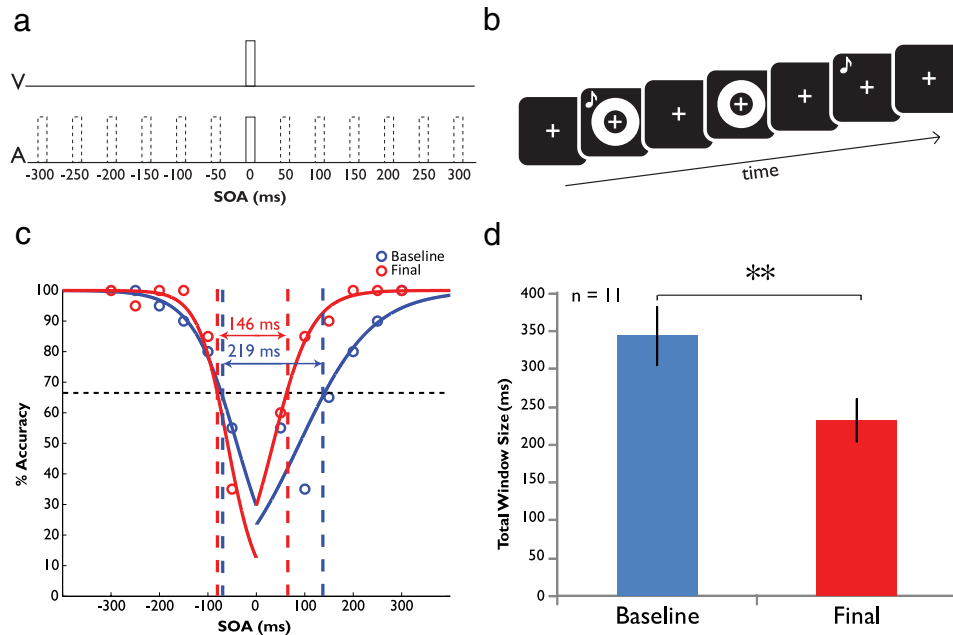 a
V
A
-300 -250 -200 -150 -100 -50 0 50 100 150 200 250 300
SOA (ms)
b
time
c
Baseline
Final
100
90
80
70
60
50
40
30
20
10
0
% Accuracy
146 ms
219 ms
-300 -200 -100 0 100 200 300
SOA (ms)
d
n = 11
**
400
350
300
250
200
150
100
50
0
Total Window Size (ms)
Baseline Final